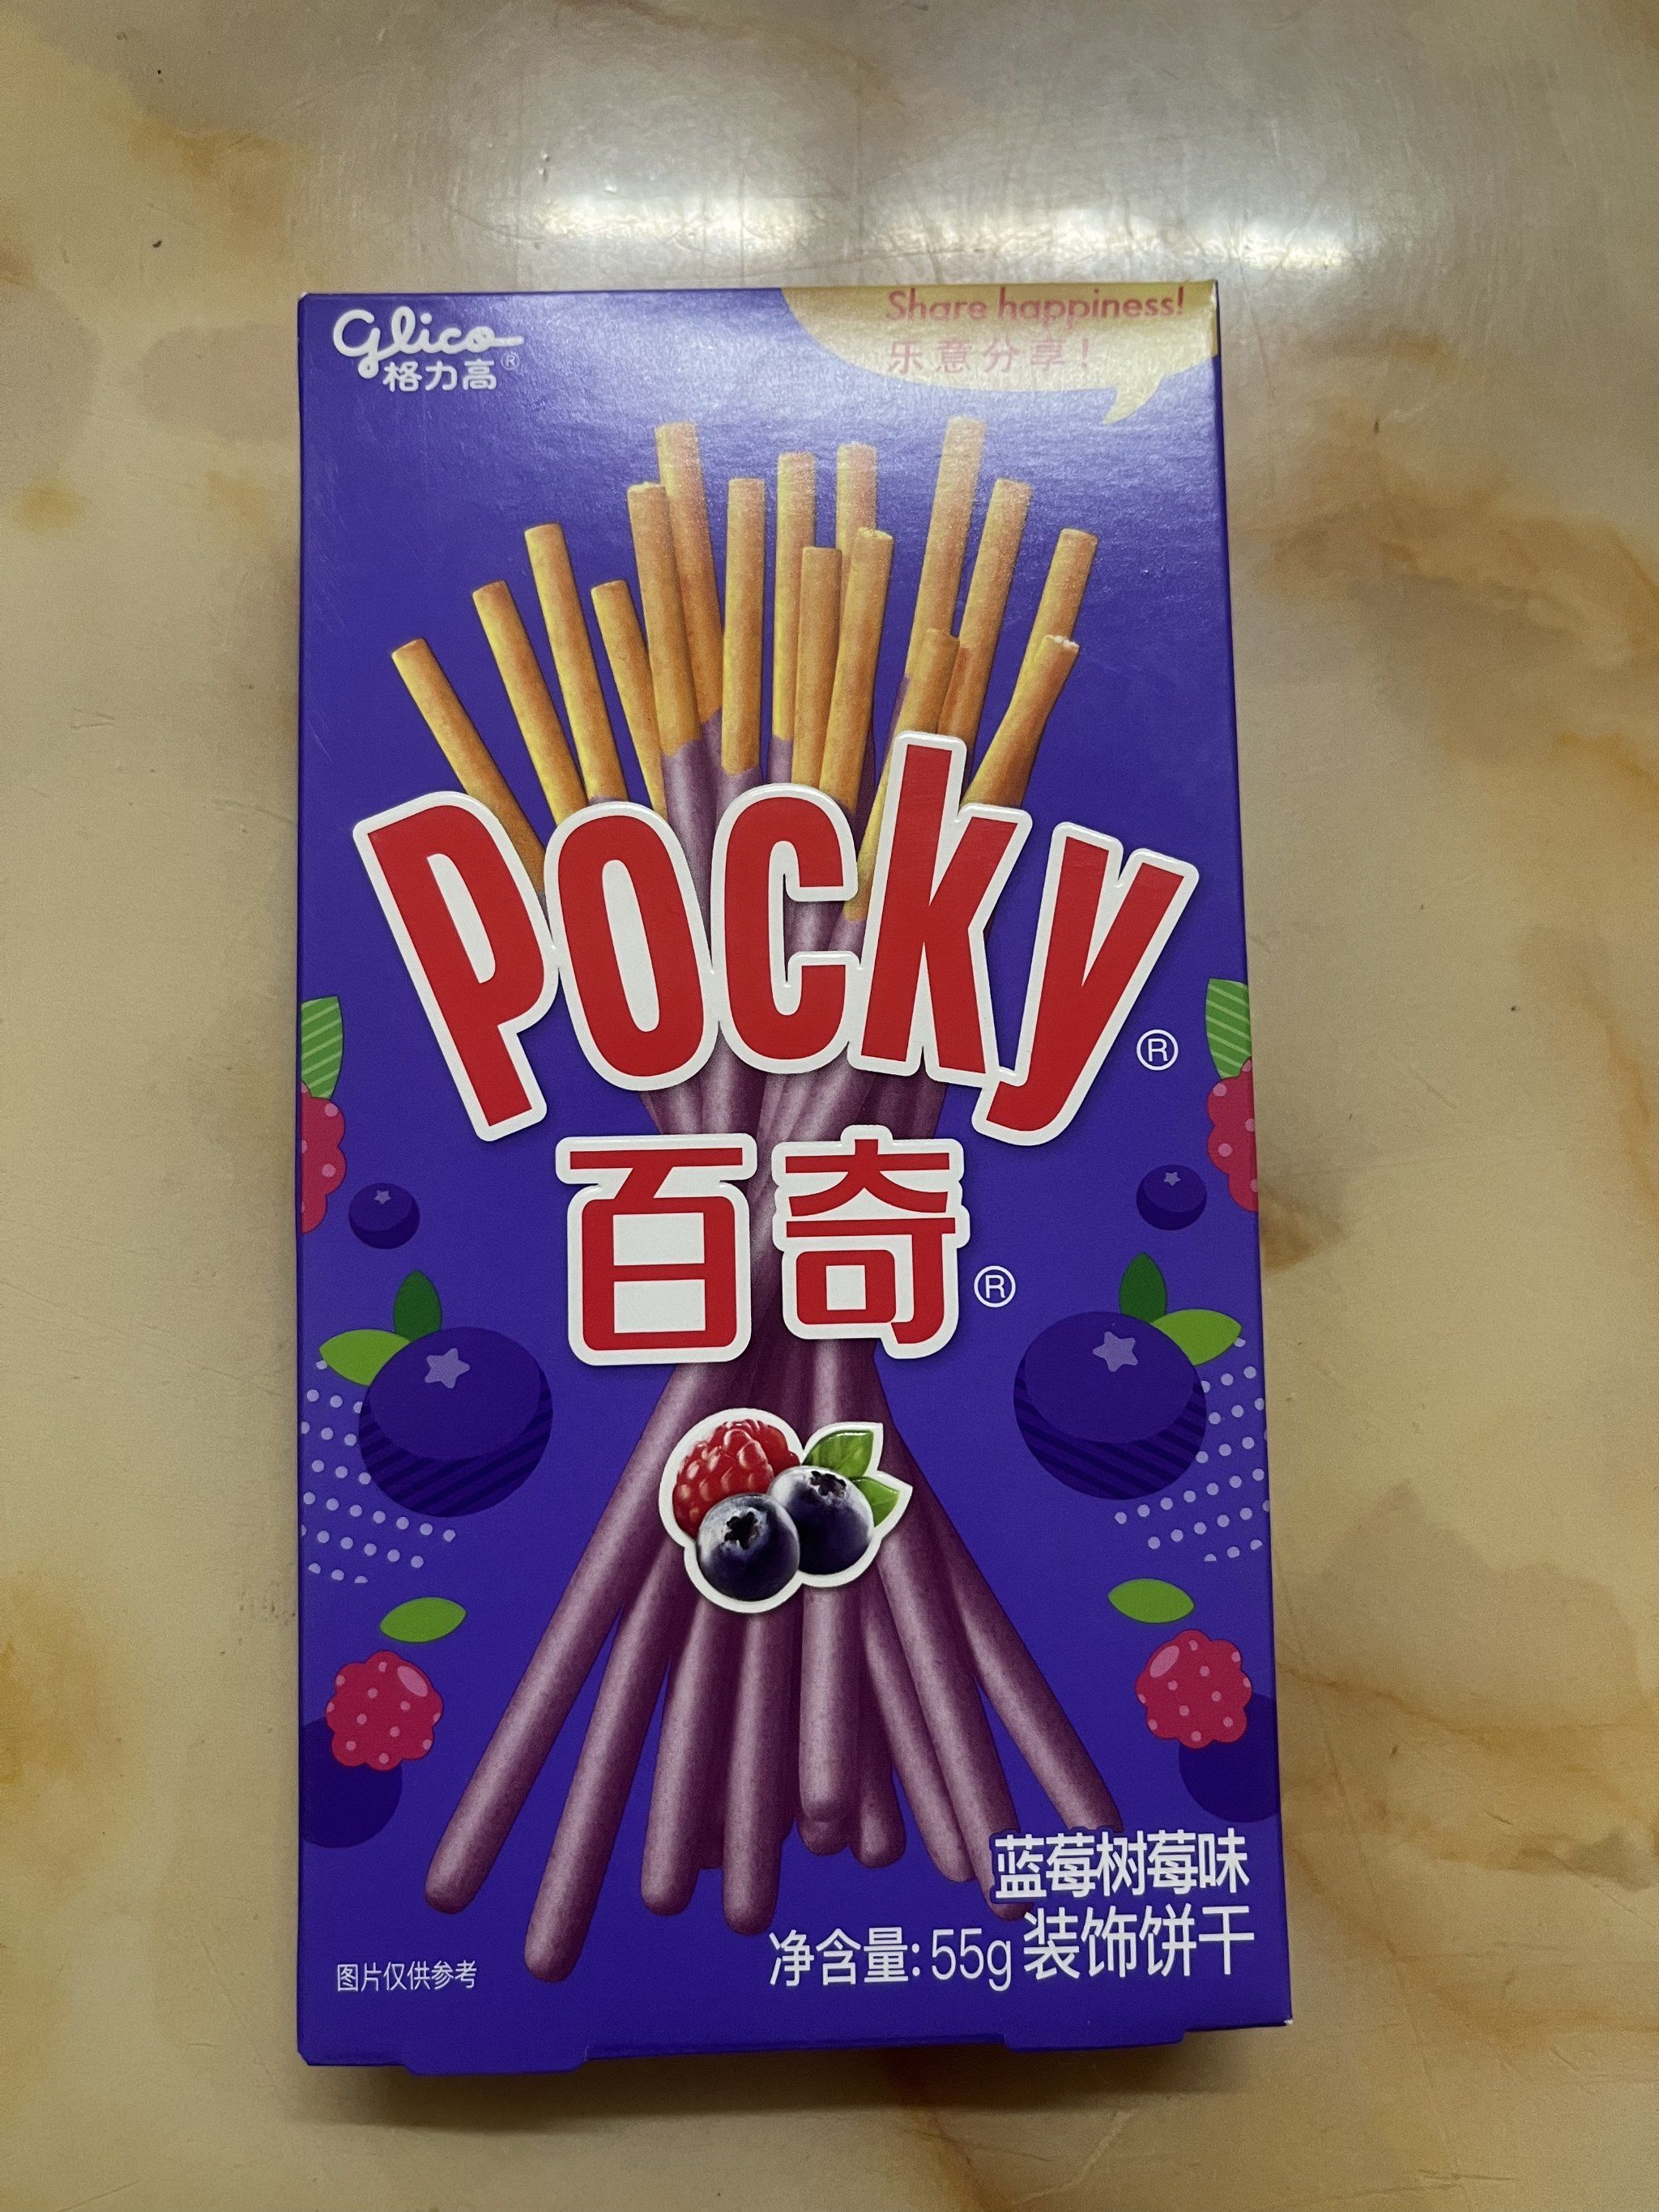 Glico®
格力高
Share happiness!
乐意分享!
Pocky®
百奇®
蓝莓树莓味
净含量:55g 装饰饼干
图片仅供参考